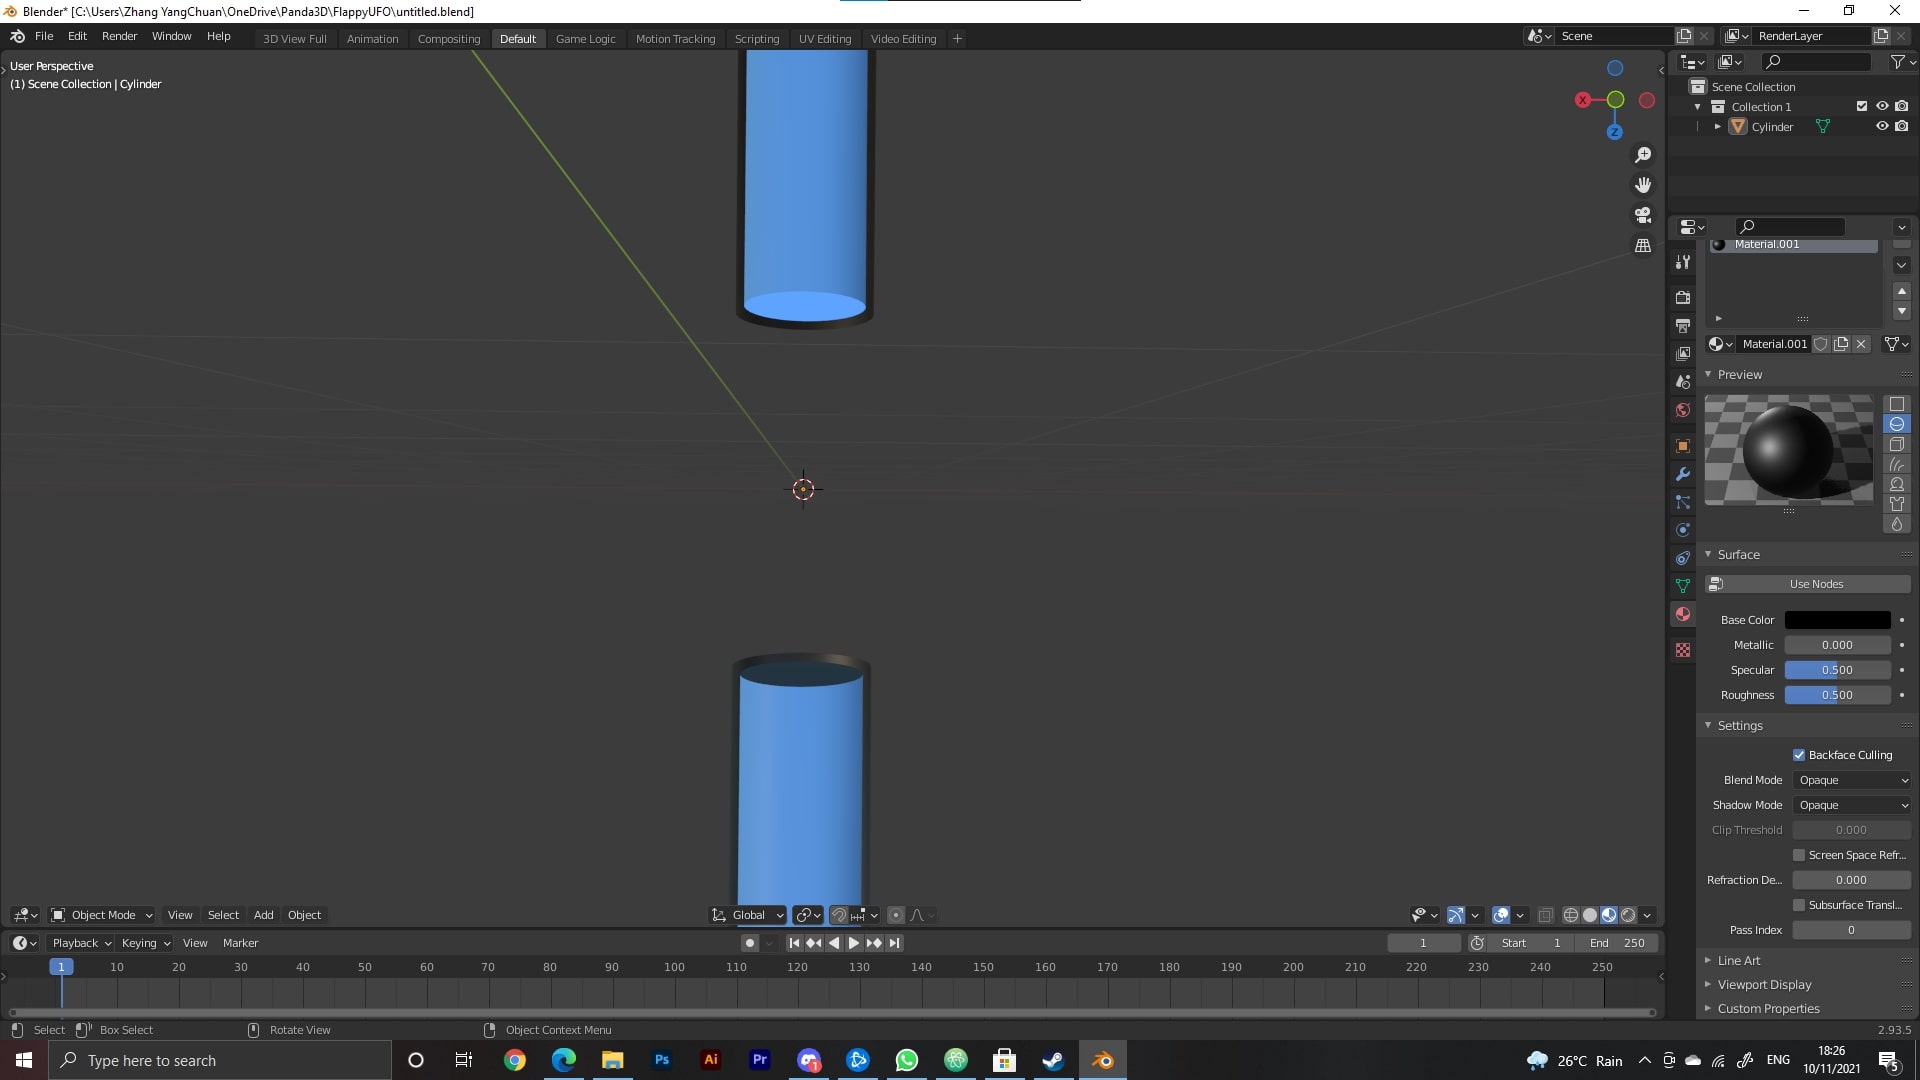 Blender* [C:\Users\Zhang YangChuan\OneDrive\Panda3D\FlappyUFO\untitled.blend]
File Edit Render Window Help 3D View Full Animation Compositing Default Game Logic Motion Tracking Scripting UV Editing Video Editing + Scene RenderLayer
User Perspective
(1) Scene Collection | Cylinder
X
Z
Scene Collection
Collection 1
Cylinder
Material.001
Material.001
Preview
Surface
Use Nodes
Base Color
Metallic 0.000
Specular 0.500
Roughness 0.500
Settings
Backface Culling
Blend Mode Opaque
Shadow Mode Opaque
Clip Threshold 0.000
Screen Space Refr...
Refraction De... 0.000
Subsurface Transl...
Pass Index 0
Line Art
Viewport Display
Custom Properties
Object Mode View Select Add Object Global
Playback Keying View Marker 1 Start 1 End 250
1 10 20 30 40 50 60 70 80 90 100 110 120 130 140 150 160 170 180 190 200 210 220 230 240 250
Select Box Select Rotate View Object Context Menu 2.93.5
Type here to search Ps Ai Pr 1 26°C Rain ENG 18:26
10/11/2021 5